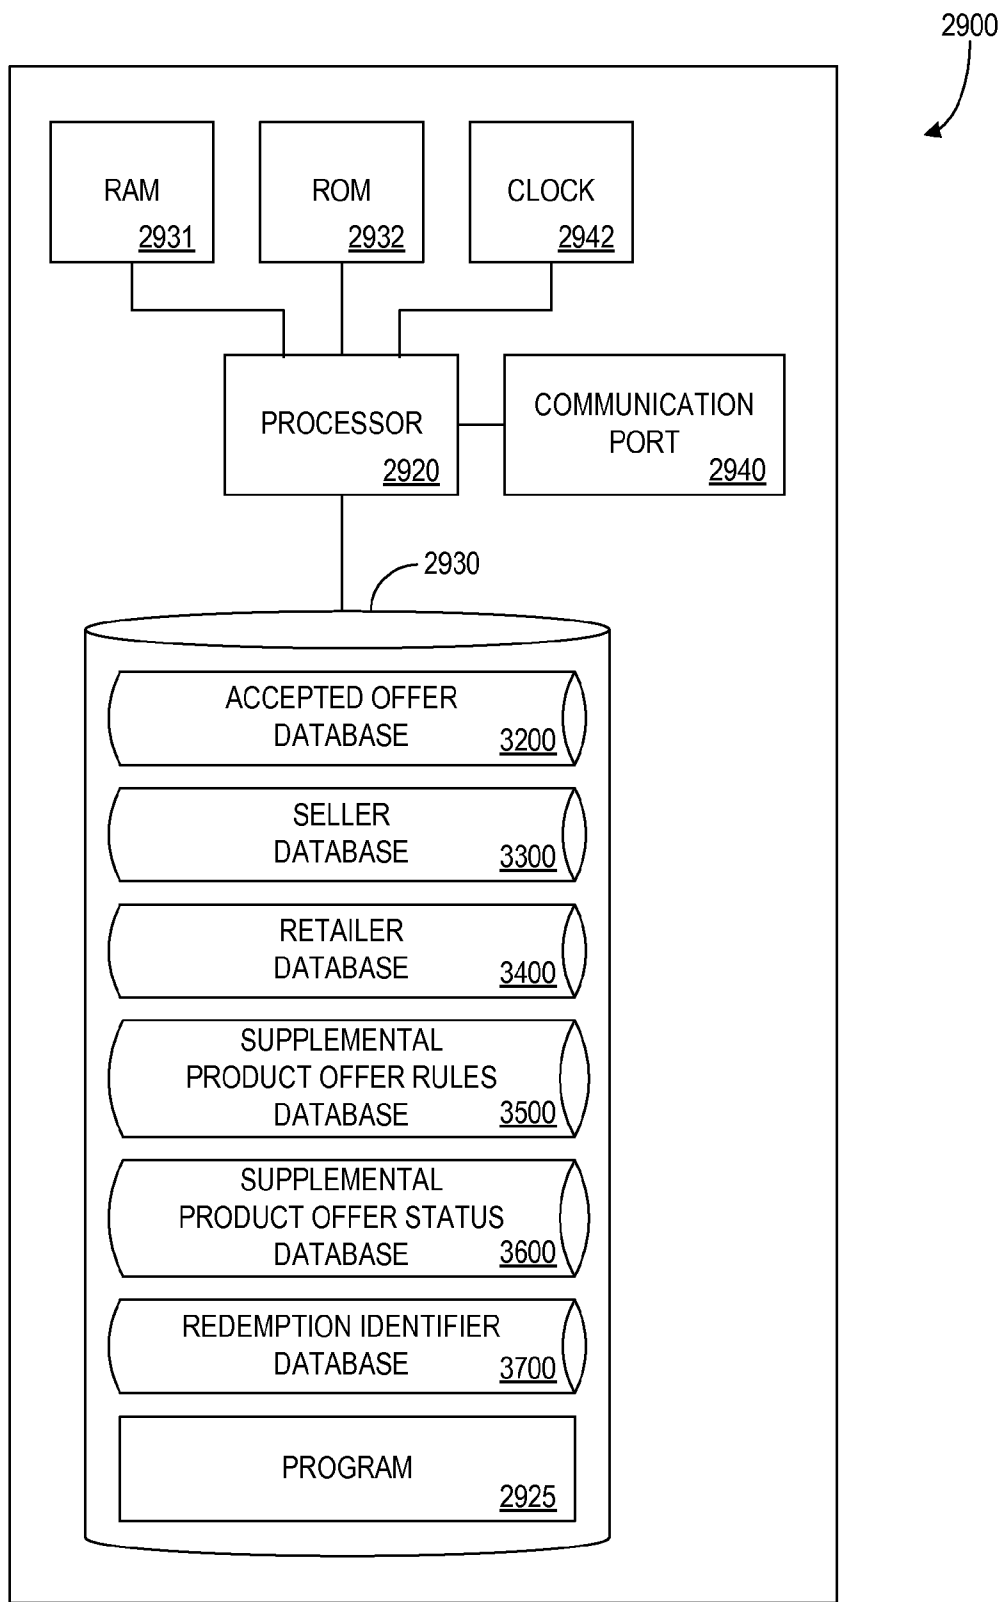 2900
RAM
2931
ROM
2932
CLOCK
2942
PROCESSOR
2920
COMMUNICATION
PORT
2940
2930
ACCEPTED OFFER
DATABASE
3200
SELLER
DATABASE
3300
RETAILER
DATABASE
3400
SUPPLEMENTAL
PRODUCT OFFER RULES
DATABASE
3500
SUPPLEMENTAL
PRODUCT OFFER STATUS
DATABASE
3600
REDEMPTION IDENTIFIER
DATABASE
3700
PROGRAM
2925